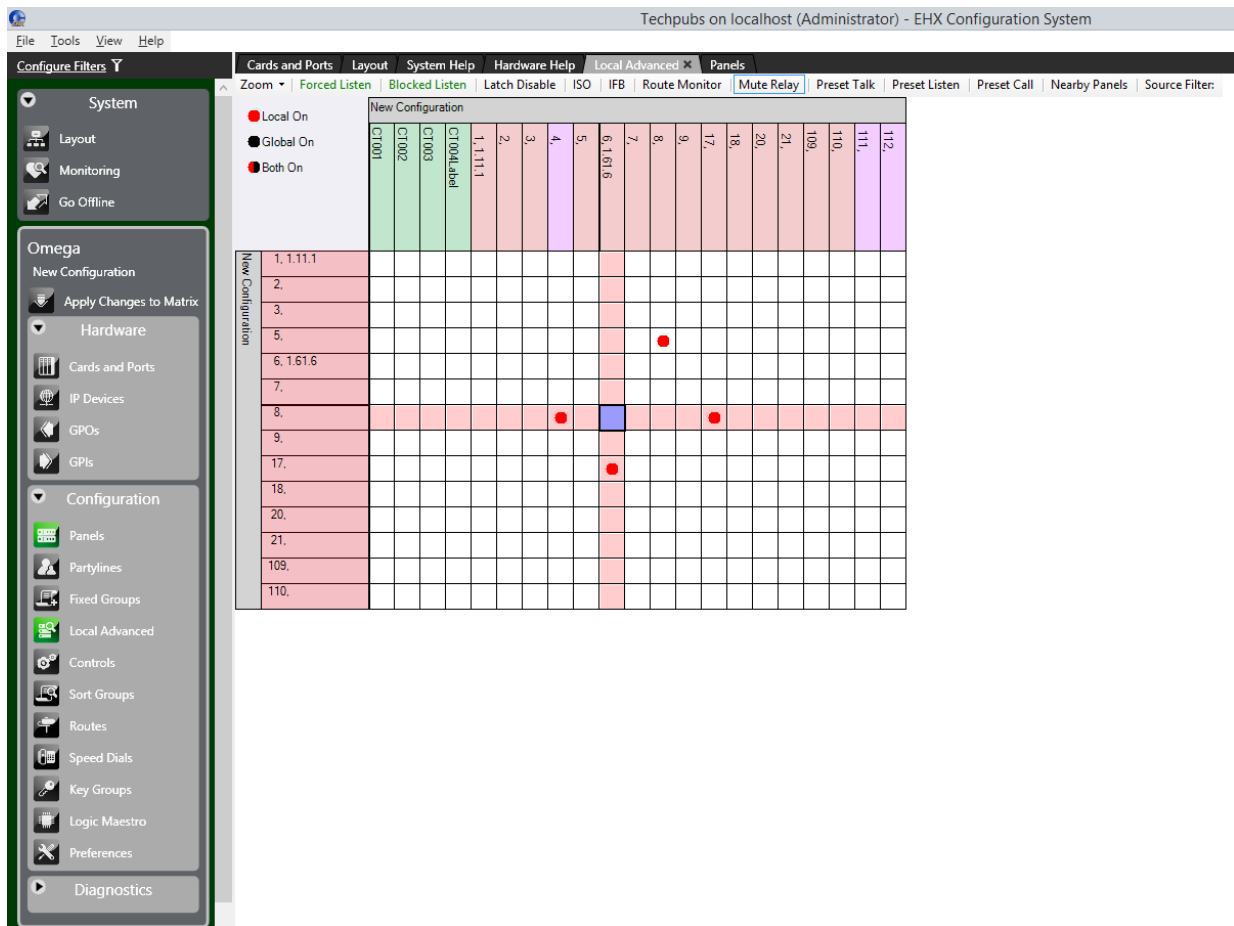 Techpubs on localhost (Administrator) - EHX Configuration System
File Tools View Help
Configure Filters
System
Layout
Monitoring
Go Offline
Omega
New Configuration
Apply Changes to Matrix
Hardware
Cards and Ports
IP Devices
GPOs
GPIs
Configuration
Panels
Partylines
Fixed Groups
Local Advanced
Controls
Sort Groups
Routes
Speed Dials
Key Groups
Logic Maestro
Preferences
Diagnostics
Cards and Ports Layout System Help Hardware Help Local Advanced Panels
Zoom Forced Listen Blocked Listen Latch Disable ISO IFB Route Monitor Mute Relay Preset Talk Preset Listen Preset Call Nearby Panels Source Filter:
Local On
Global On
Both On
New Configuration
CT001
CT002
CT003
CT004Label
1, 1.11.1
2,
3,
4,
5,
6, 1.61.6
7,
8,
9,
17,
18,
20,
21,
109,
110,
111,
112,
New Configuration
1, 1.11.1
2,
3,
5,
6, 1.61.6
7,
8,
9,
17,
18,
20,
21,
109,
110,